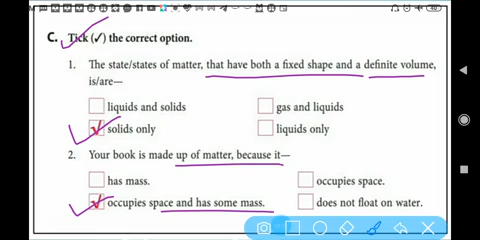 C. Tick (✓) the correct option.
1. The state/states of matter, that have both a fixed shape and a definite volume,
is/are—
liquids and solids
gas and liquids
solids only
liquids only
2. Your book is made up of matter, because it—
has mass.
occupies space.
occupies space and has some mass.
does not float on water.